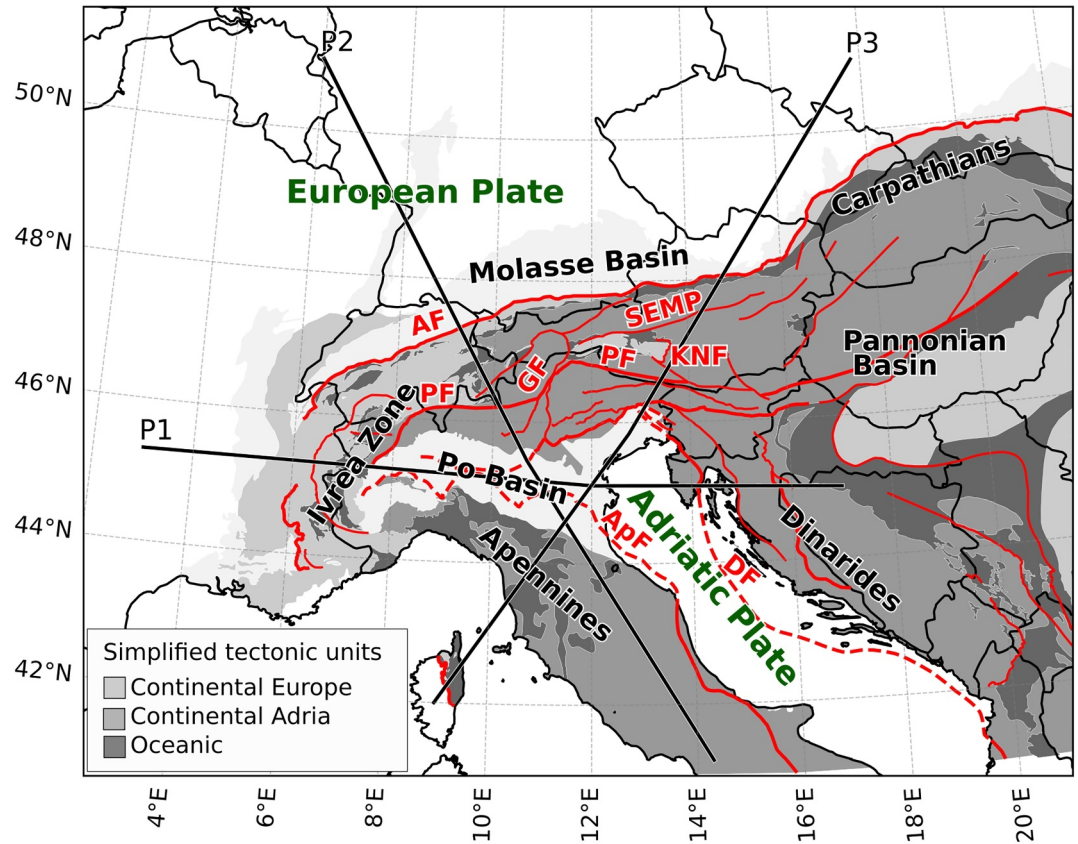 P2
P3
50°N
European Plate
Carpathians
48°N
Molasse Basin
AF
SEMP
GF
PF
KNF
Pannonian
Basin
46°N
PF
P1
Ivrea Zone
Po Basin
44°N
ApF
Adriatic Plate
DF
Dinarides
Apennines
42°N
Simplified tectonic units
Continental Europe
Continental Adria
Oceanic
4°E
6°E
8°E
10°E
12°E
14°E
16°E
18°E
20°E